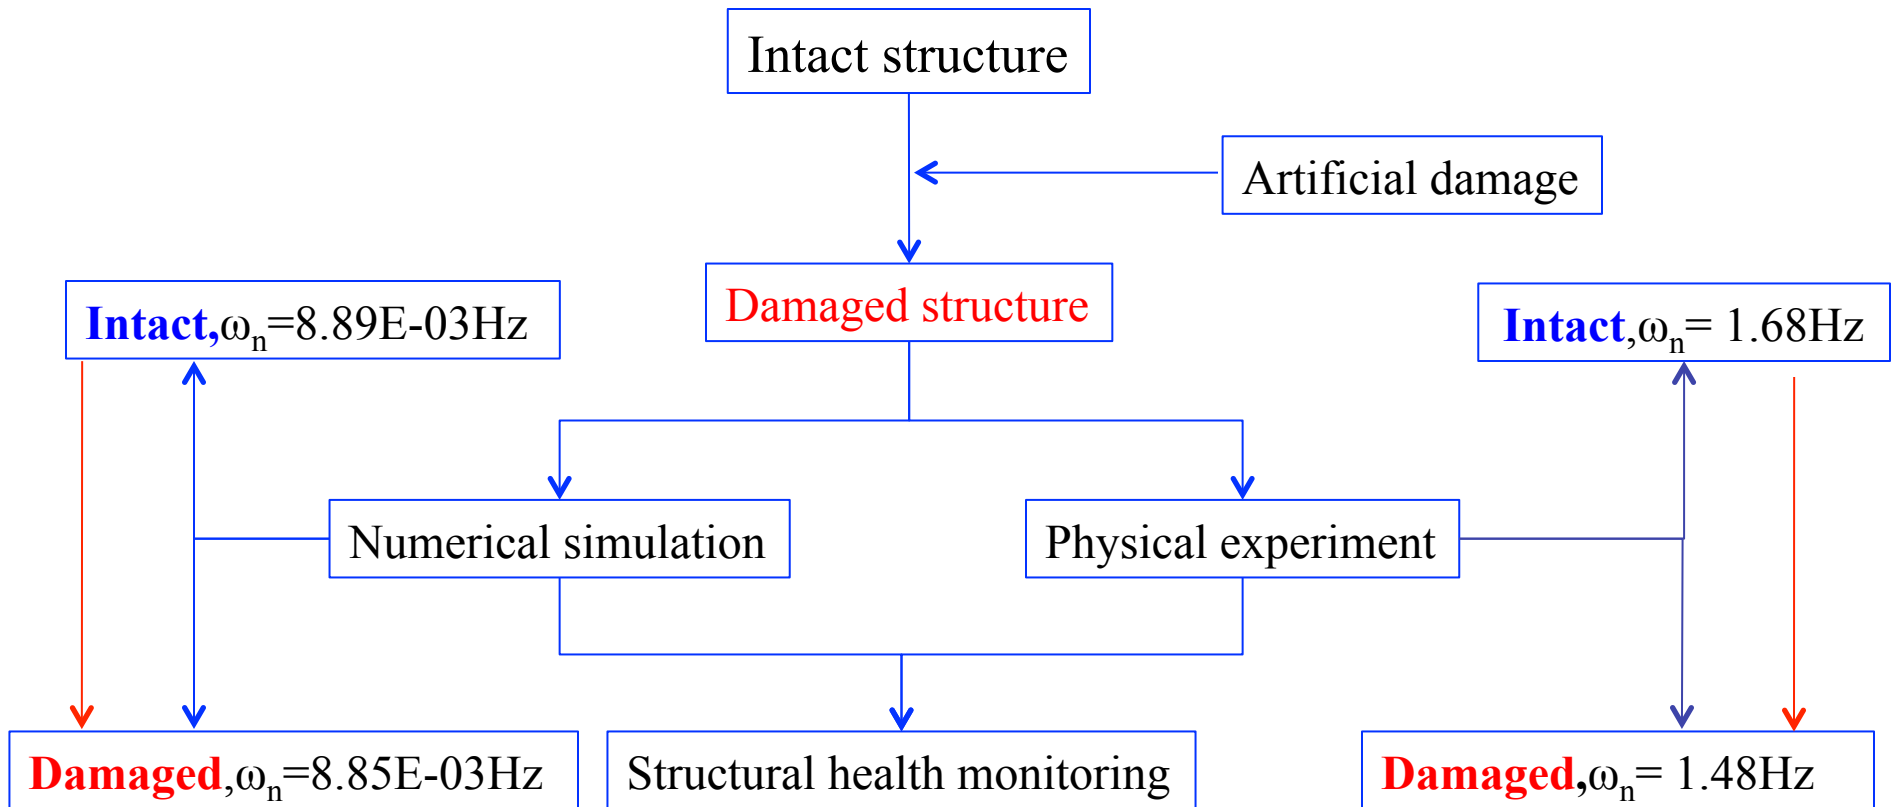 Intact structure
Artificial damage
Damaged structure
Intact,ωn=8.89E-03Hz
Intact,ωn= 1.68Hz
Numerical simulation
Physical experiment
Damaged,ωn=8.85E-03Hz
Structural health monitoring
Damaged,ωn= 1.48Hz